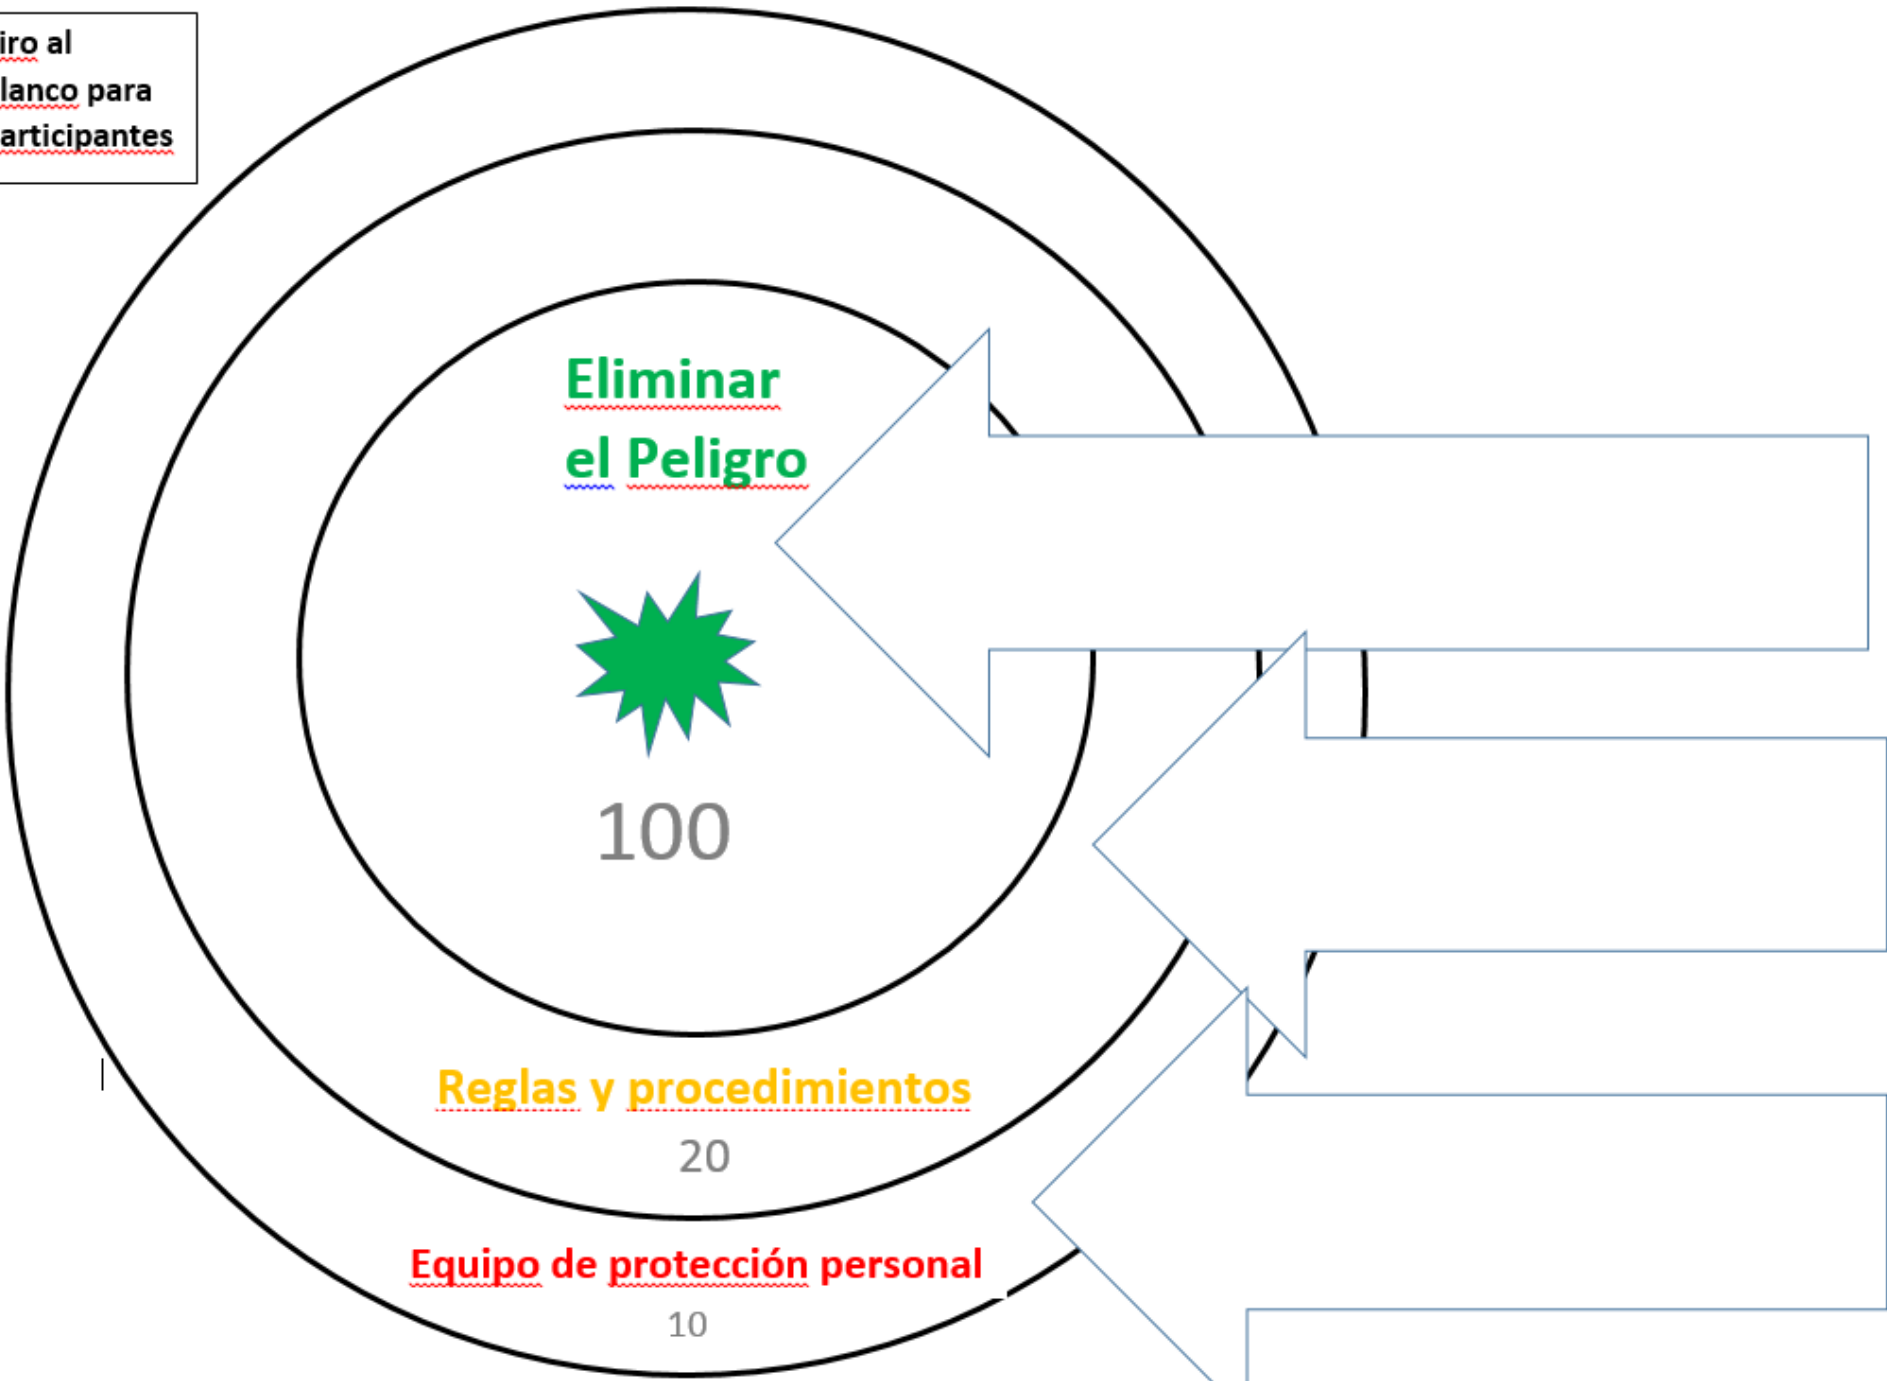 iro al
lanco para
articipantes
Eliminar
el Peligro
100
Reglas y procedimientos
20
Equipo de protección personal
10